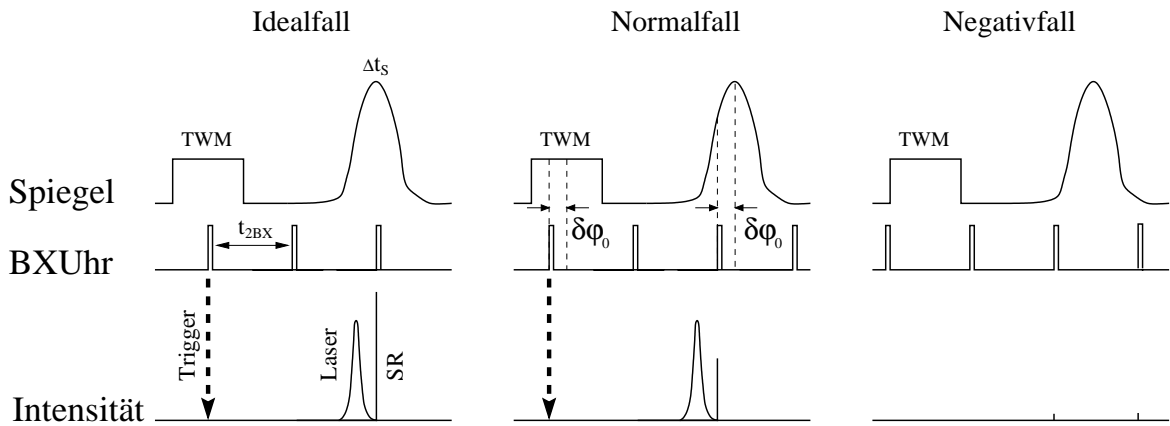 Idealfall
Normalfall
Negativfall
Δt_S
TWM
TWM
TWM
Spiegel
t_2BX
δφ_0
δφ_0
BXUhr
Trigger
Laser
SR
Intensität